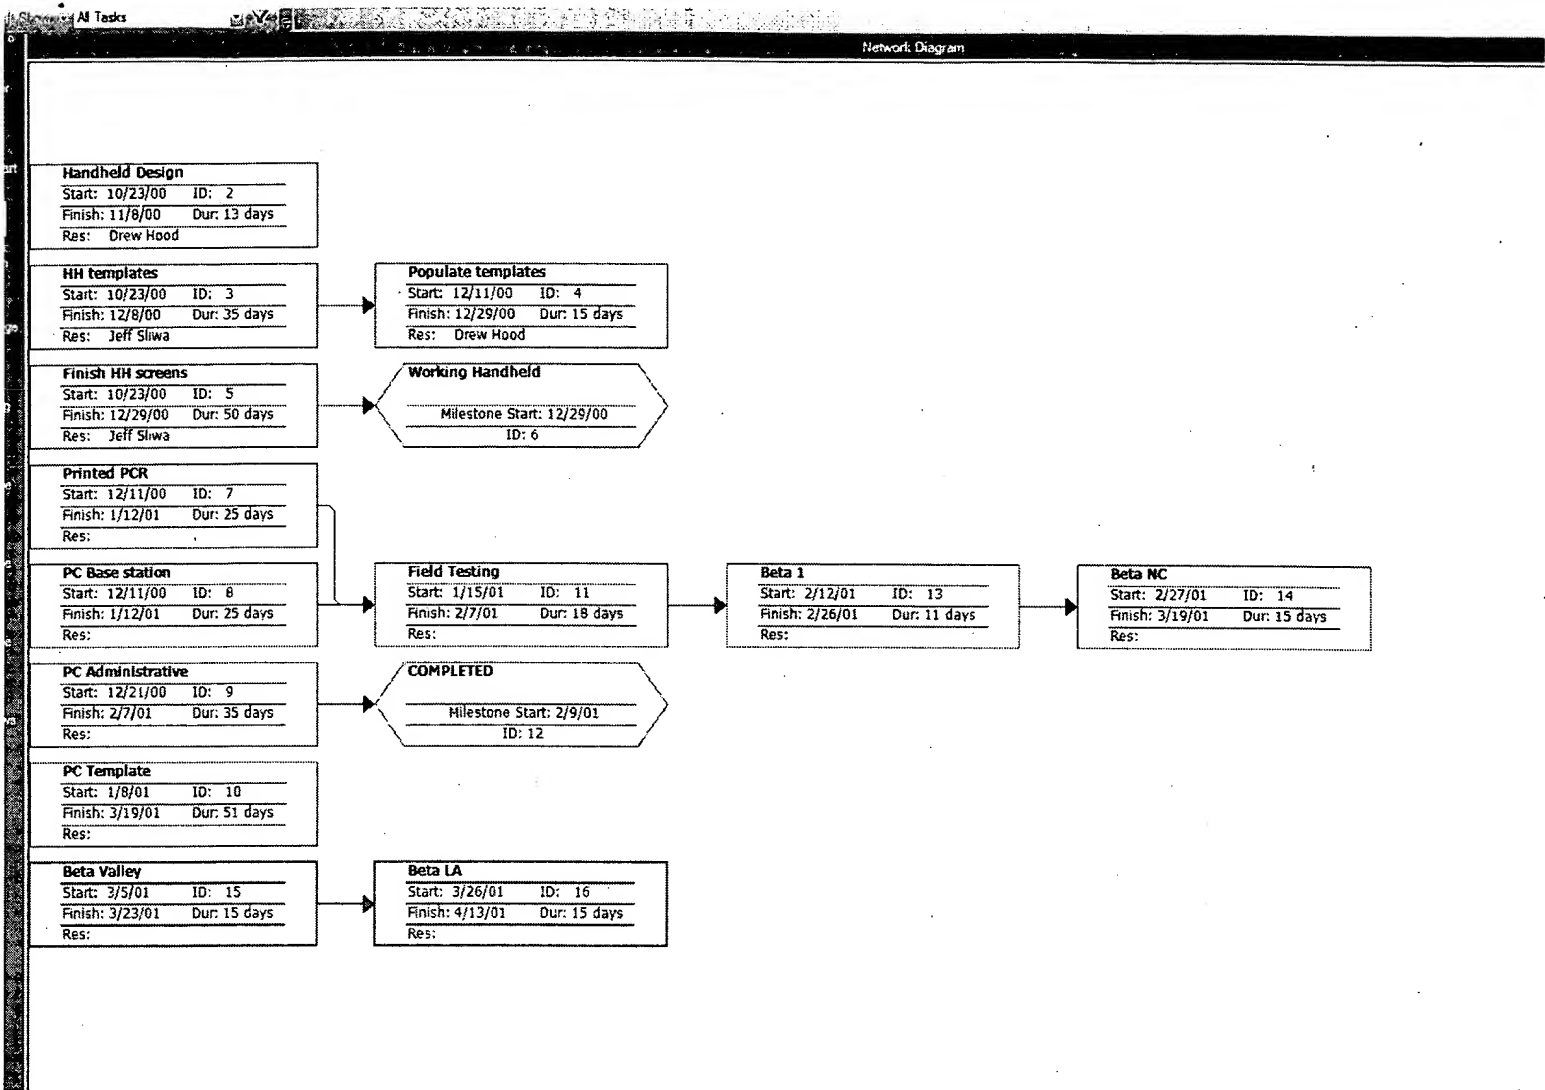 All Tasks
Network Diagram
Handheld Design
Start: 10/23/00 ID: 2
Finish: 11/8/00 Dur: 13 days
Res: Drew Hood
HH templates
Start: 10/23/00 ID: 3
Finish: 12/8/00 Dur: 35 days
Res: Jeff Sliwa
Populate templates
Start: 12/11/00 ID: 4
Finish: 12/29/00 Dur: 15 days
Res: Drew Hood
Finish HH screens
Start: 10/23/00 ID: 5
Finish: 12/29/00 Dur: 50 days
Res: Jeff Sliwa
Working Handheld
Milestone Start: 12/29/00
ID: 6
Printed PCR
Start: 12/11/00 ID: 7
Finish: 1/12/01 Dur: 25 days
Res:
PC Base station
Start: 12/11/00 ID: 8
Finish: 1/12/01 Dur: 25 days
Res:
Field Testing
Start: 1/15/01 ID: 11
Finish: 2/7/01 Dur: 18 days
Res:
Beta 1
Start: 2/12/01 ID: 13
Finish: 2/26/01 Dur: 11 days
Res:
Beta NC
Start: 2/27/01 ID: 14
Finish: 3/19/01 Dur: 15 days
Res:
PC Administrative
Start: 12/21/00 ID: 9
Finish: 2/7/01 Dur: 35 days
Res:
COMPLETED
Milestone Start: 2/9/01
ID: 12
PC Template
Start: 1/8/01 ID: 10
Finish: 3/19/01 Dur: 51 days
Res:
Beta Valley
Start: 3/5/01 ID: 15
Finish: 3/23/01 Dur: 15 days
Res:
Beta LA
Start: 3/26/01 ID: 16
Finish: 4/13/01 Dur: 15 days
Res: